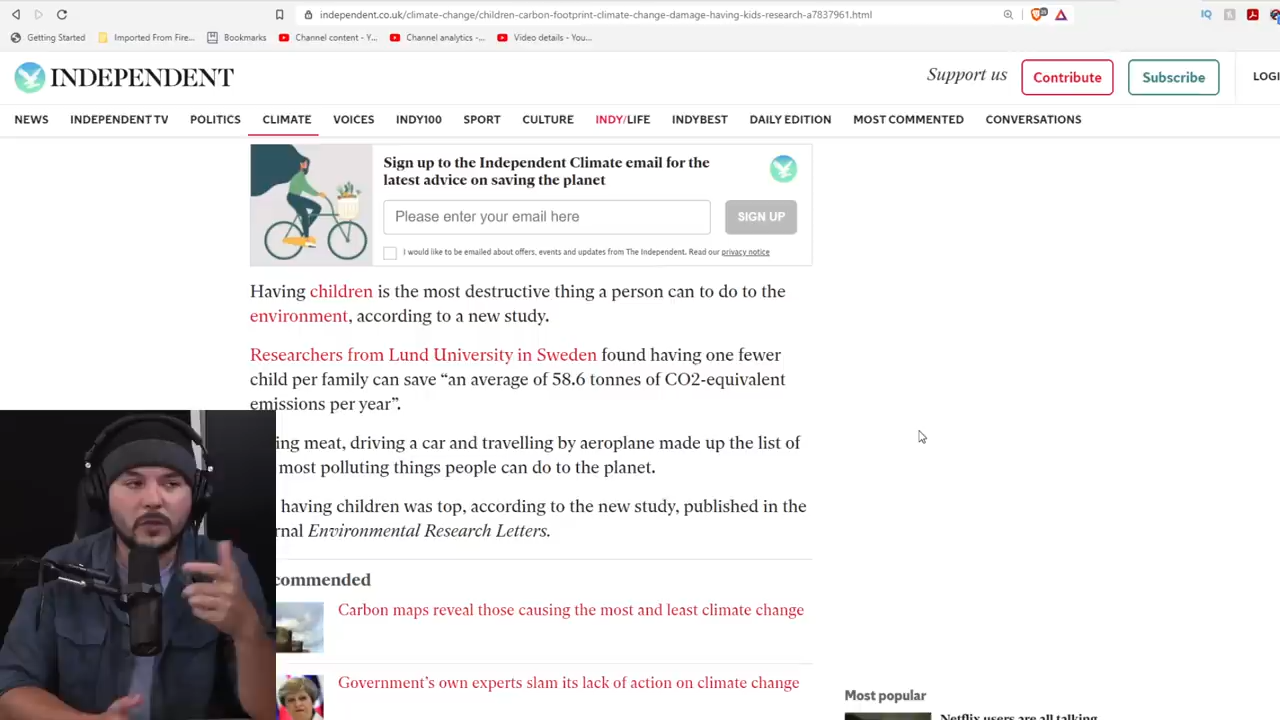 independent.co.uk/climate-change/children-carbon-footprint-climate-change-damage-having-kids-research-a7837961.html
IQ
Getting Started
Imported From Fire...
Bookmarks
Channel content - Y...
Channel analytics -...
Video details - You...
INDEPENDENT
Support us
Contribute
Subscribe
LOGI
NEWS
INDEPENDENT TV
POLITICS
CLIMATE
VOICES
INDY100
SPORT
CULTURE
INDY/LIFE
INDYBEST
DAILY EDITION
MOST COMMENTED
CONVERSATIONS
Sign up to the Independent Climate email for the
latest advice on saving the planet
Please enter your email here
SIGN UP
I would like to be emailed about offers, events and updates from The Independent. Read our privacy notice
Having children is the most destructive thing a person can to do to the
environment, according to a new study.
Researchers from Lund University in Sweden found having one fewer
child per family can save “an average of 58.6 tonnes of CO2-equivalent
emissions per year”.
ing meat, driving a car and travelling by aeroplane made up the list of
most polluting things people can do to the planet.
having children was top, according to the new study, published in the
rnal Environmental Research Letters.
commended
Carbon maps reveal those causing the most and least climate change
Government’s own experts slam its lack of action on climate change
Most popular
Netflix users are all talking